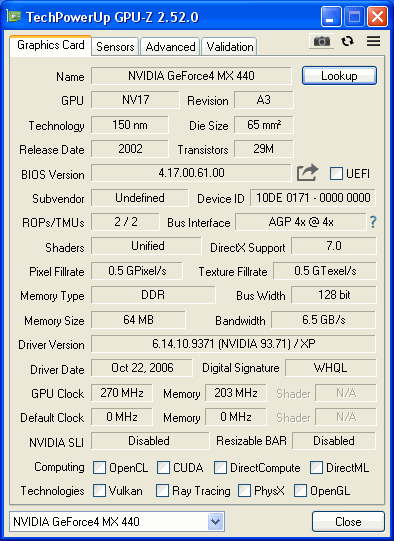 TechPowerUp GPU-Z 2.52.0
Graphics Card Sensors Advanced Validation
Name NVIDIA GeForce4 MX 440 Lookup
GPU NV17 Revision A3
Technology 150 nm Die Size 65 mm²
Release Date 2002 Transistors 29M
BIOS Version 4.17.00.61.00 UEFI
Subvendor Undefined Device ID 10DE 0171 - 0000 0000
ROPs/TMUs 2 / 2 Bus Interface AGP 4x @ 4x ?
Shaders Unified DirectX Support 7.0
Pixel Fillrate 0.5 GPixel/s Texture Fillrate 0.5 GTexel/s
Memory Type DDR Bus Width 128 bit
Memory Size 64 MB Bandwidth 6.5 GB/s
Driver Version 6.14.10.9371 (NVIDIA 93.71) / XP
Driver Date Oct 22, 2006 Digital Signature WHQL
GPU Clock 270 MHz Memory 203 MHz Shader N/A
Default Clock 0 MHz Memory 0 MHz Shader N/A
NVIDIA SLI Disabled Resizable BAR Disabled
Computing OpenCL CUDA DirectCompute DirectML
Technologies Vulkan Ray Tracing PhysX OpenGL
NVIDIA GeForce4 MX 440 Close